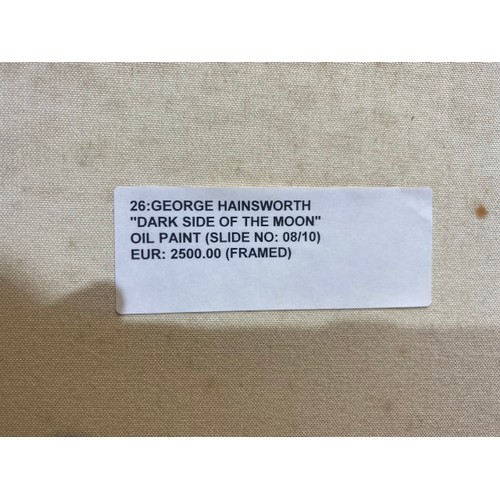 26:GEORGE HAINSWORTH
"DARK SIDE OF THE MOON"
OIL PAINT (SLIDE NO: 08/10)
EUR: 2500.00 (FRAMED)